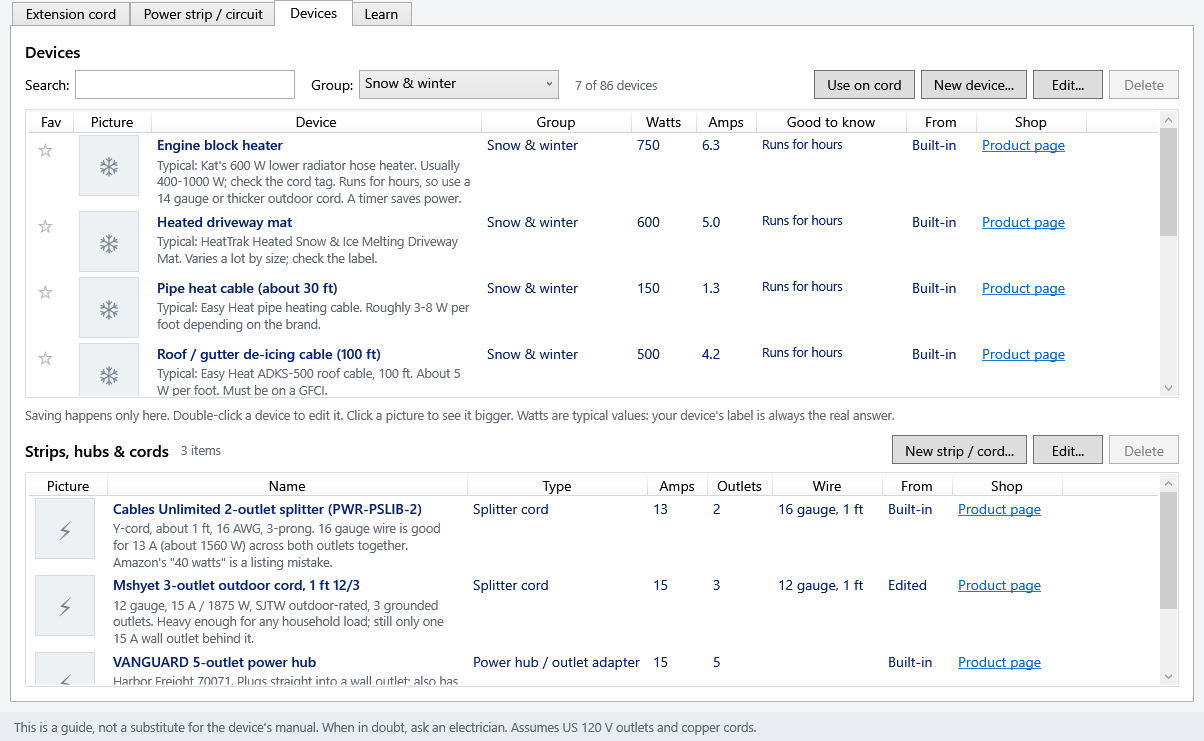 Extension cord  Power strip / circuit  Devices  Learn
Devices
Search:  Group: Snow & winter  7 of 86 devices  Use on cord  New device...  Edit...  Delete
Fav  Picture  Device  Group  Watts  Amps  Good to know  From  Shop
Engine block heater  Snow & winter  750  6.3  Runs for hours  Built-in  Product page
Typical: Kat's 600 W lower radiator hose heater. Usually
400-1000 W; check the cord tag. Runs for hours, so use a
14 gauge or thicker outdoor cord. A timer saves power.
Heated driveway mat  Snow & winter  600  5.0  Runs for hours  Built-in  Product page
Typical: HeatTrak Heated Snow & Ice Melting Driveway
Mat. Varies a lot by size; check the label.
Pipe heat cable (about 30 ft)  Snow & winter  150  1.3  Runs for hours  Built-in  Product page
Typical: Easy Heat pipe heating cable. Roughly 3-8 W per
foot depending on the brand.
Roof / gutter de-icing cable (100 ft)  Snow & winter  500  4.2  Runs for hours  Built-in  Product page
Typical: Easy Heat ADKS-500 roof cable, 100 ft. About 5
W per foot. Must be on a GFCI.
Saving happens only here. Double-click a device to edit it. Click a picture to see it bigger. Watts are typical values: your device's label is always the real answer.
Strips, hubs & cords  3 items  New strip / cord...  Edit...  Delete
Picture  Name  Type  Amps  Outlets  Wire  From  Shop
Cables Unlimited 2-outlet splitter (PWR-PSLIB-2)  Splitter cord  13  2  16 gauge, 1 ft  Built-in  Product page
Y-cord, about 1 ft, 16 AWG, 3-prong. 16 gauge wire is good
for 13 A (about 1560 W) across both outlets together.
Amazon's "40 watts" is a listing mistake.
Mshyet 3-outlet outdoor cord, 1 ft 12/3  Splitter cord  15  3  12 gauge, 1 ft  Edited  Product page
12 gauge, 15 A / 1875 W, SJTW outdoor-rated, 3 grounded
outlets. Heavy enough for any household load; still only one
15 A wall outlet behind it.
VANGUARD 5-outlet power hub  Power hub / outlet adapter  15  5  Built-in  Product page
Harbor Freight 70071. Plugs straight into a wall outlet; also has
This is a guide, not a substitute for the device's manual. When in doubt, ask an electrician. Assumes US 120 V outlets and copper cords.